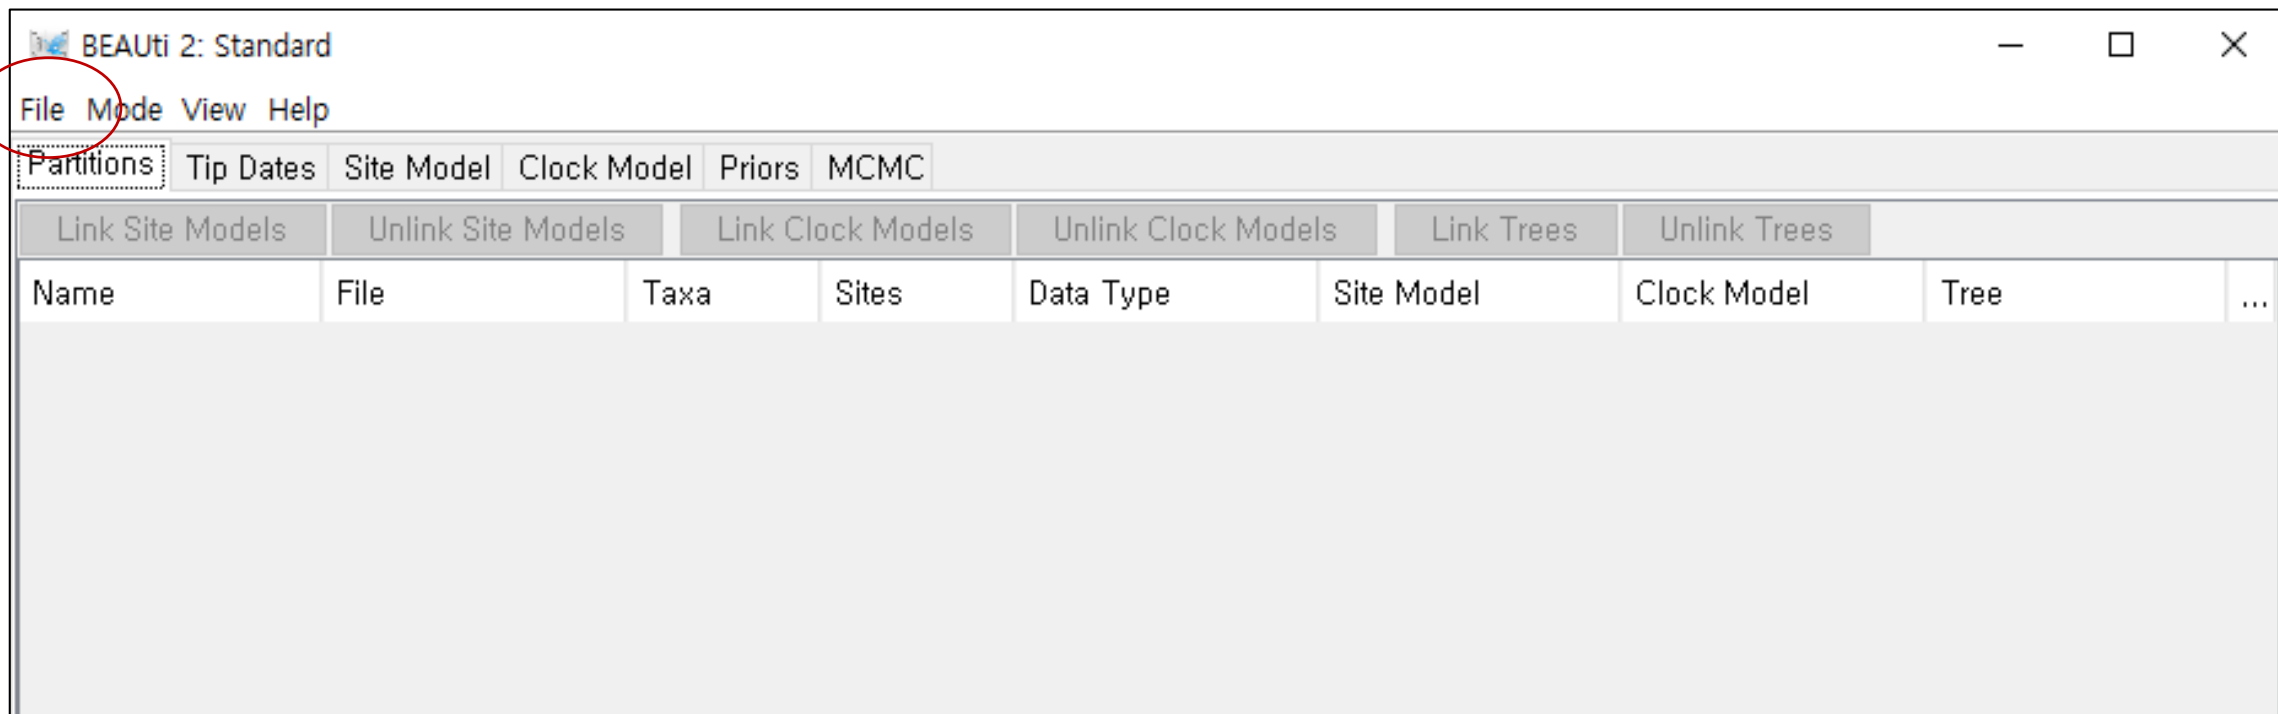 BEAUti 2: Standard
File Mode View Help
Partitions Tip Dates Site Model Clock Model Priors MCMC
Link Site Models Unlink Site Models Link Clock Models Unlink Clock Models Link Trees Unlink Trees
Name File Taxa Sites Data Type Site Model Clock Model Tree ...